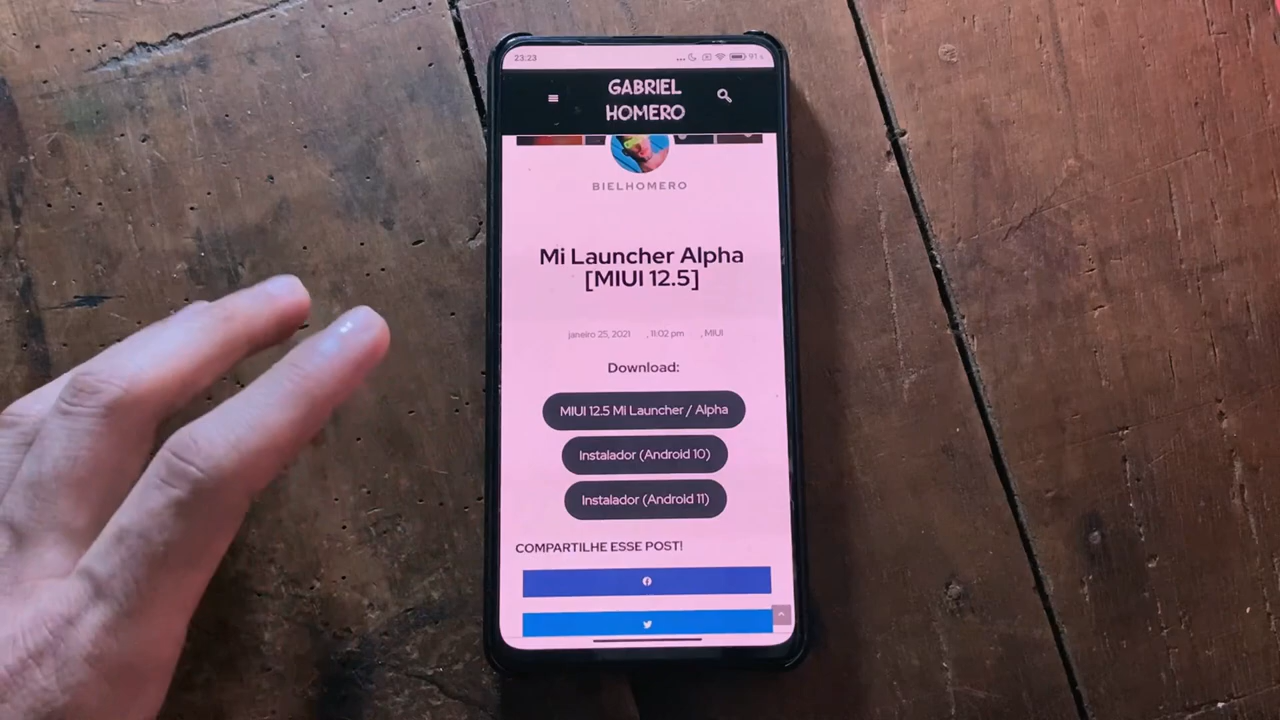 23:23
91
GABRIEL
HOMERO
BIELHOMERO
Mi Launcher Alpha
[MIUI 12.5]
janeiro 25, 2021 , 11:02 pm , MIUI
Download:
MIUI 12.5 Mi Launcher / Alpha
Instalador (Android 10)
Instalador (Android 11)
COMPARTILHE ESSE POST!